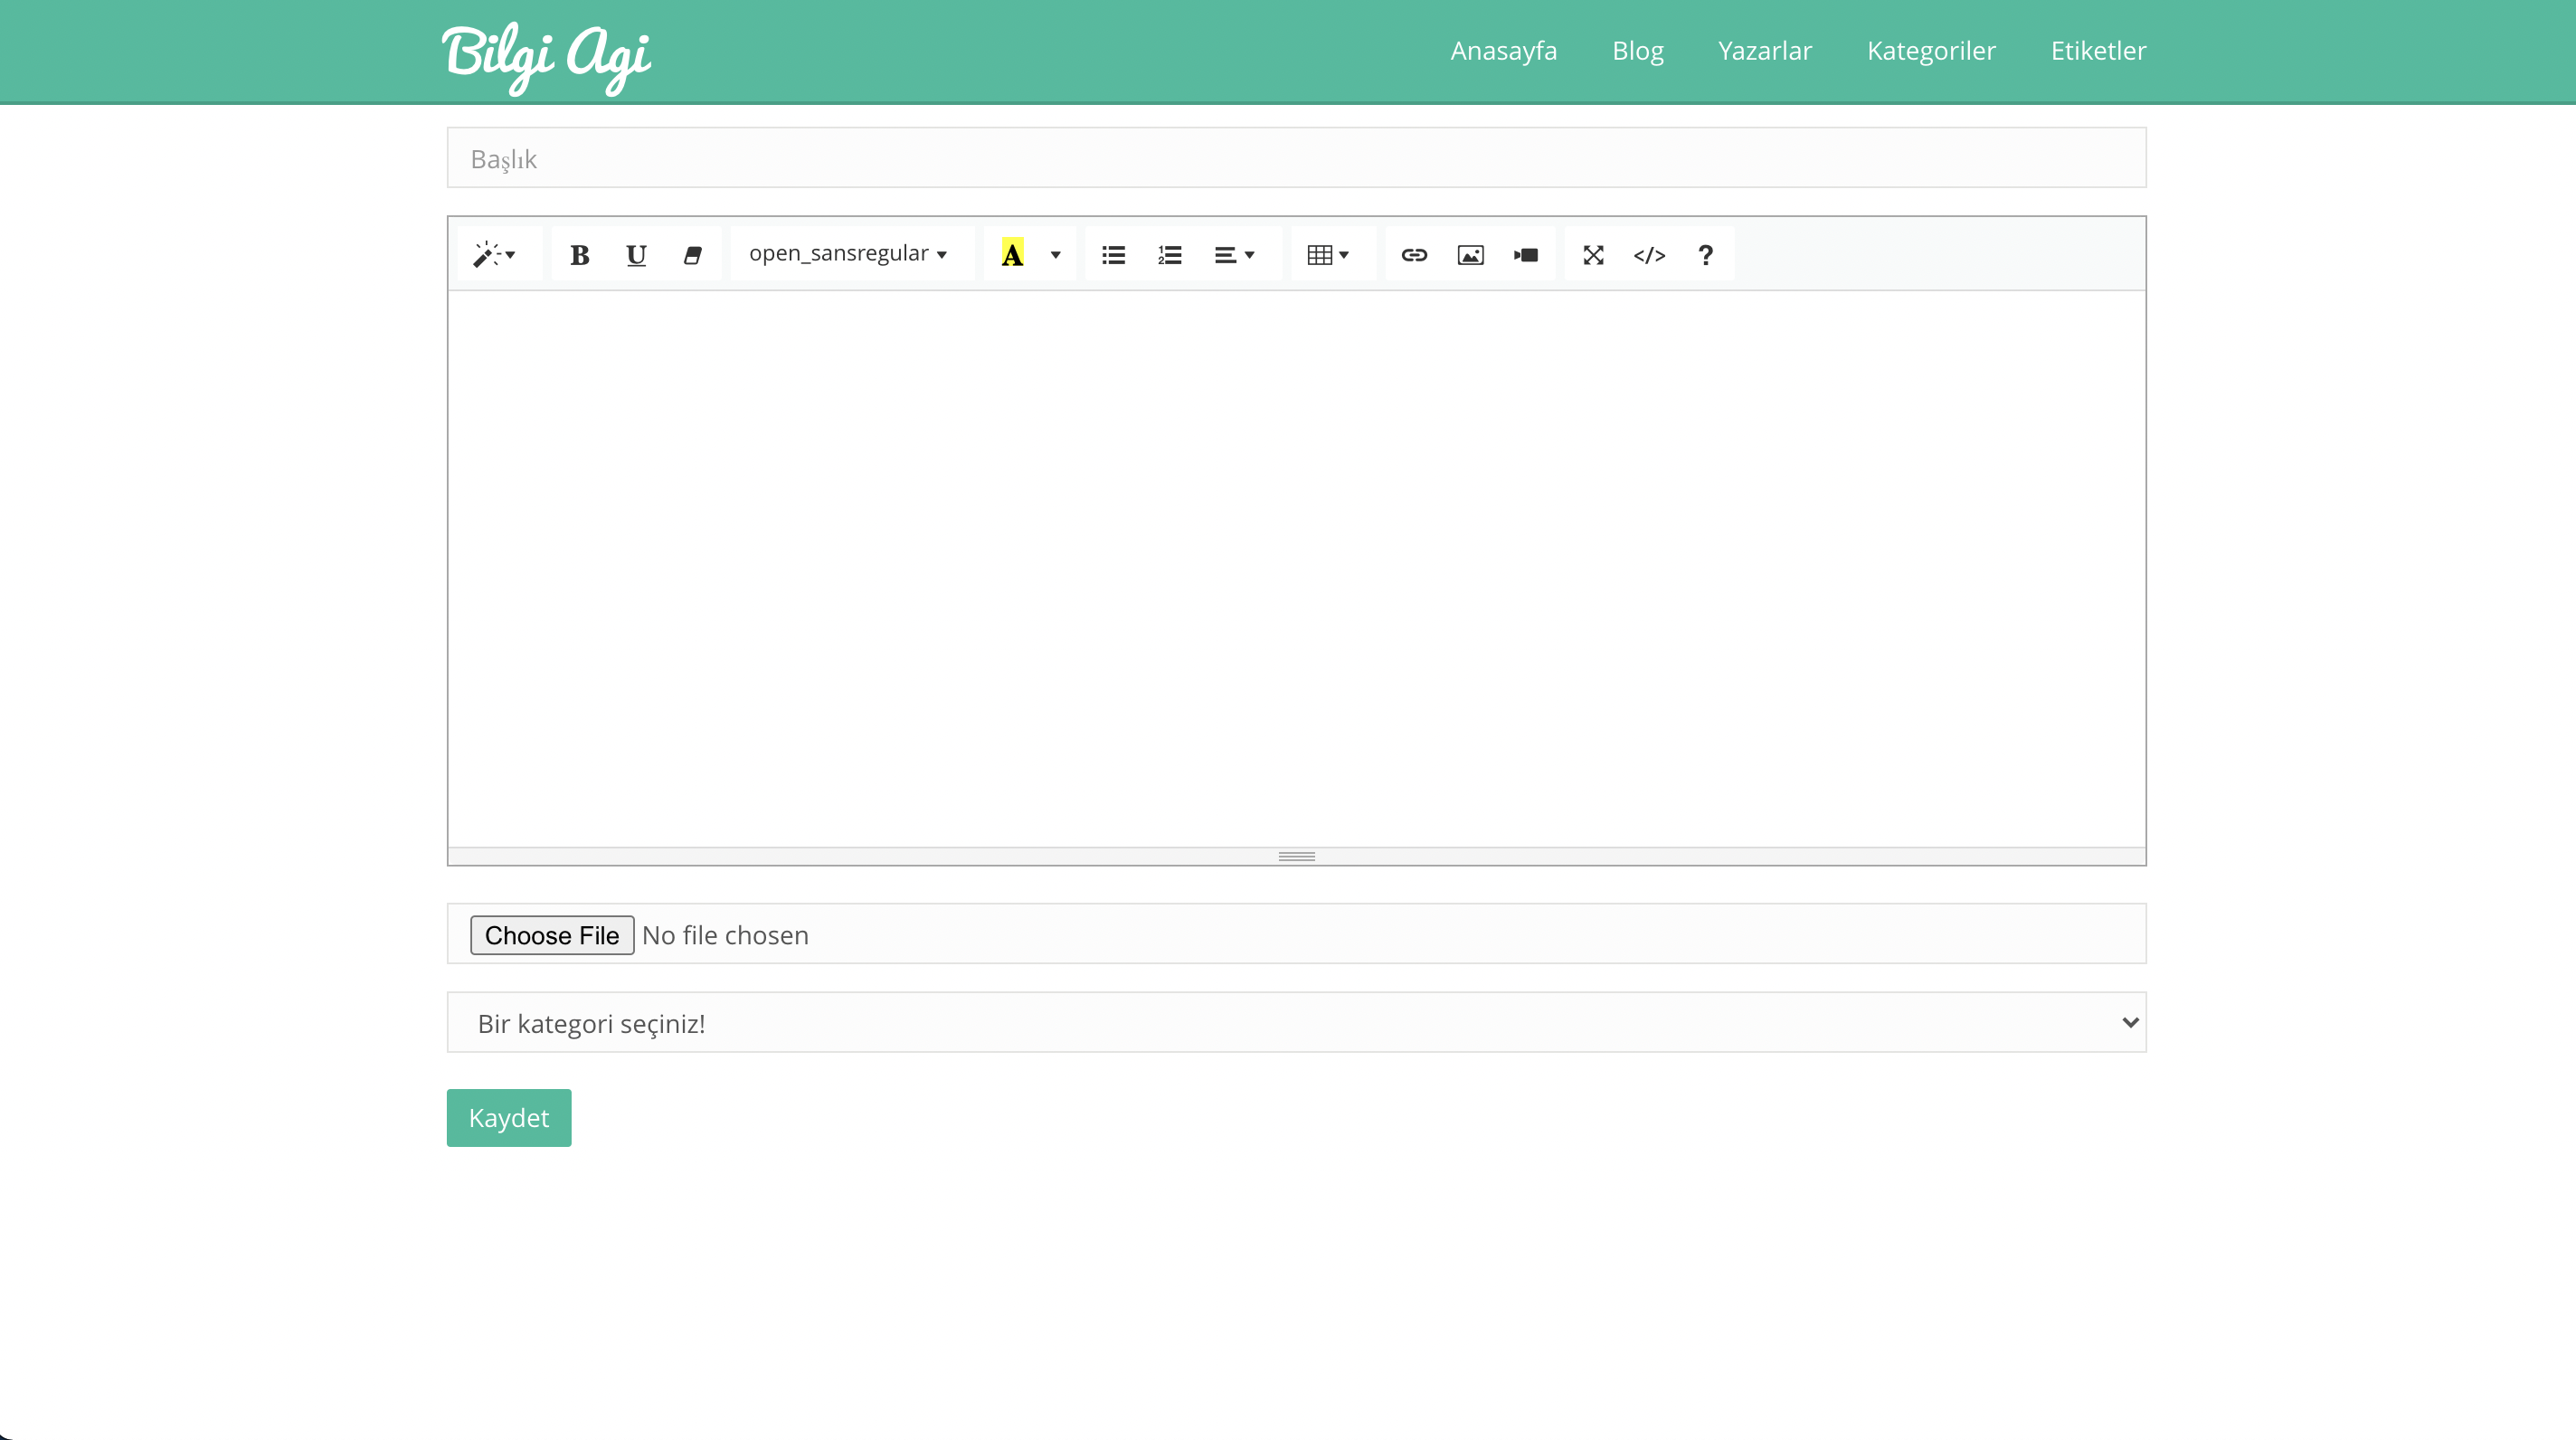 Bilgi Agi
Anasayfa Blog Yazarlar Kategoriler Etiketler
Başlık
B U open_sansregular A </> ?
Choose File No file chosen
Bir kategori seçiniz!
Kaydet